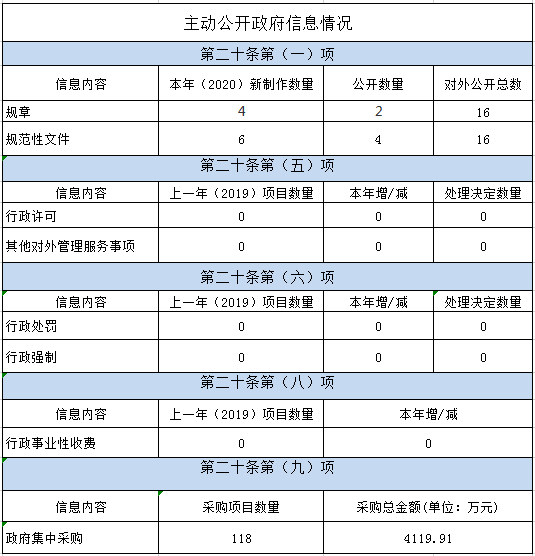 主动公开政府信息情况
第二十条第（一）项
信息内容 本年（2020）新制作数量 公开数量 对外公开总数
规章 4 2 16
规范性文件 6 4 16
第二十条第（五）项
信息内容 上一年（2019）项目数量 本年增/减 处理决定数量
行政许可 0 0 0
其他对外管理服务事项 0 0 0
第二十条第（六）项
信息内容 上一年（2019）项目数量 本年增/减 处理决定数量
行政处罚 0 0 0
行政强制 0 0 0
第二十条第（八）项
信息内容 上一年（2019）项目数量 本年增/减
行政事业性收费 0 0
第二十条第（九）项
信息内容 采购项目数量 采购总金额(单位：万元)
政府集中采购 118 4119.91